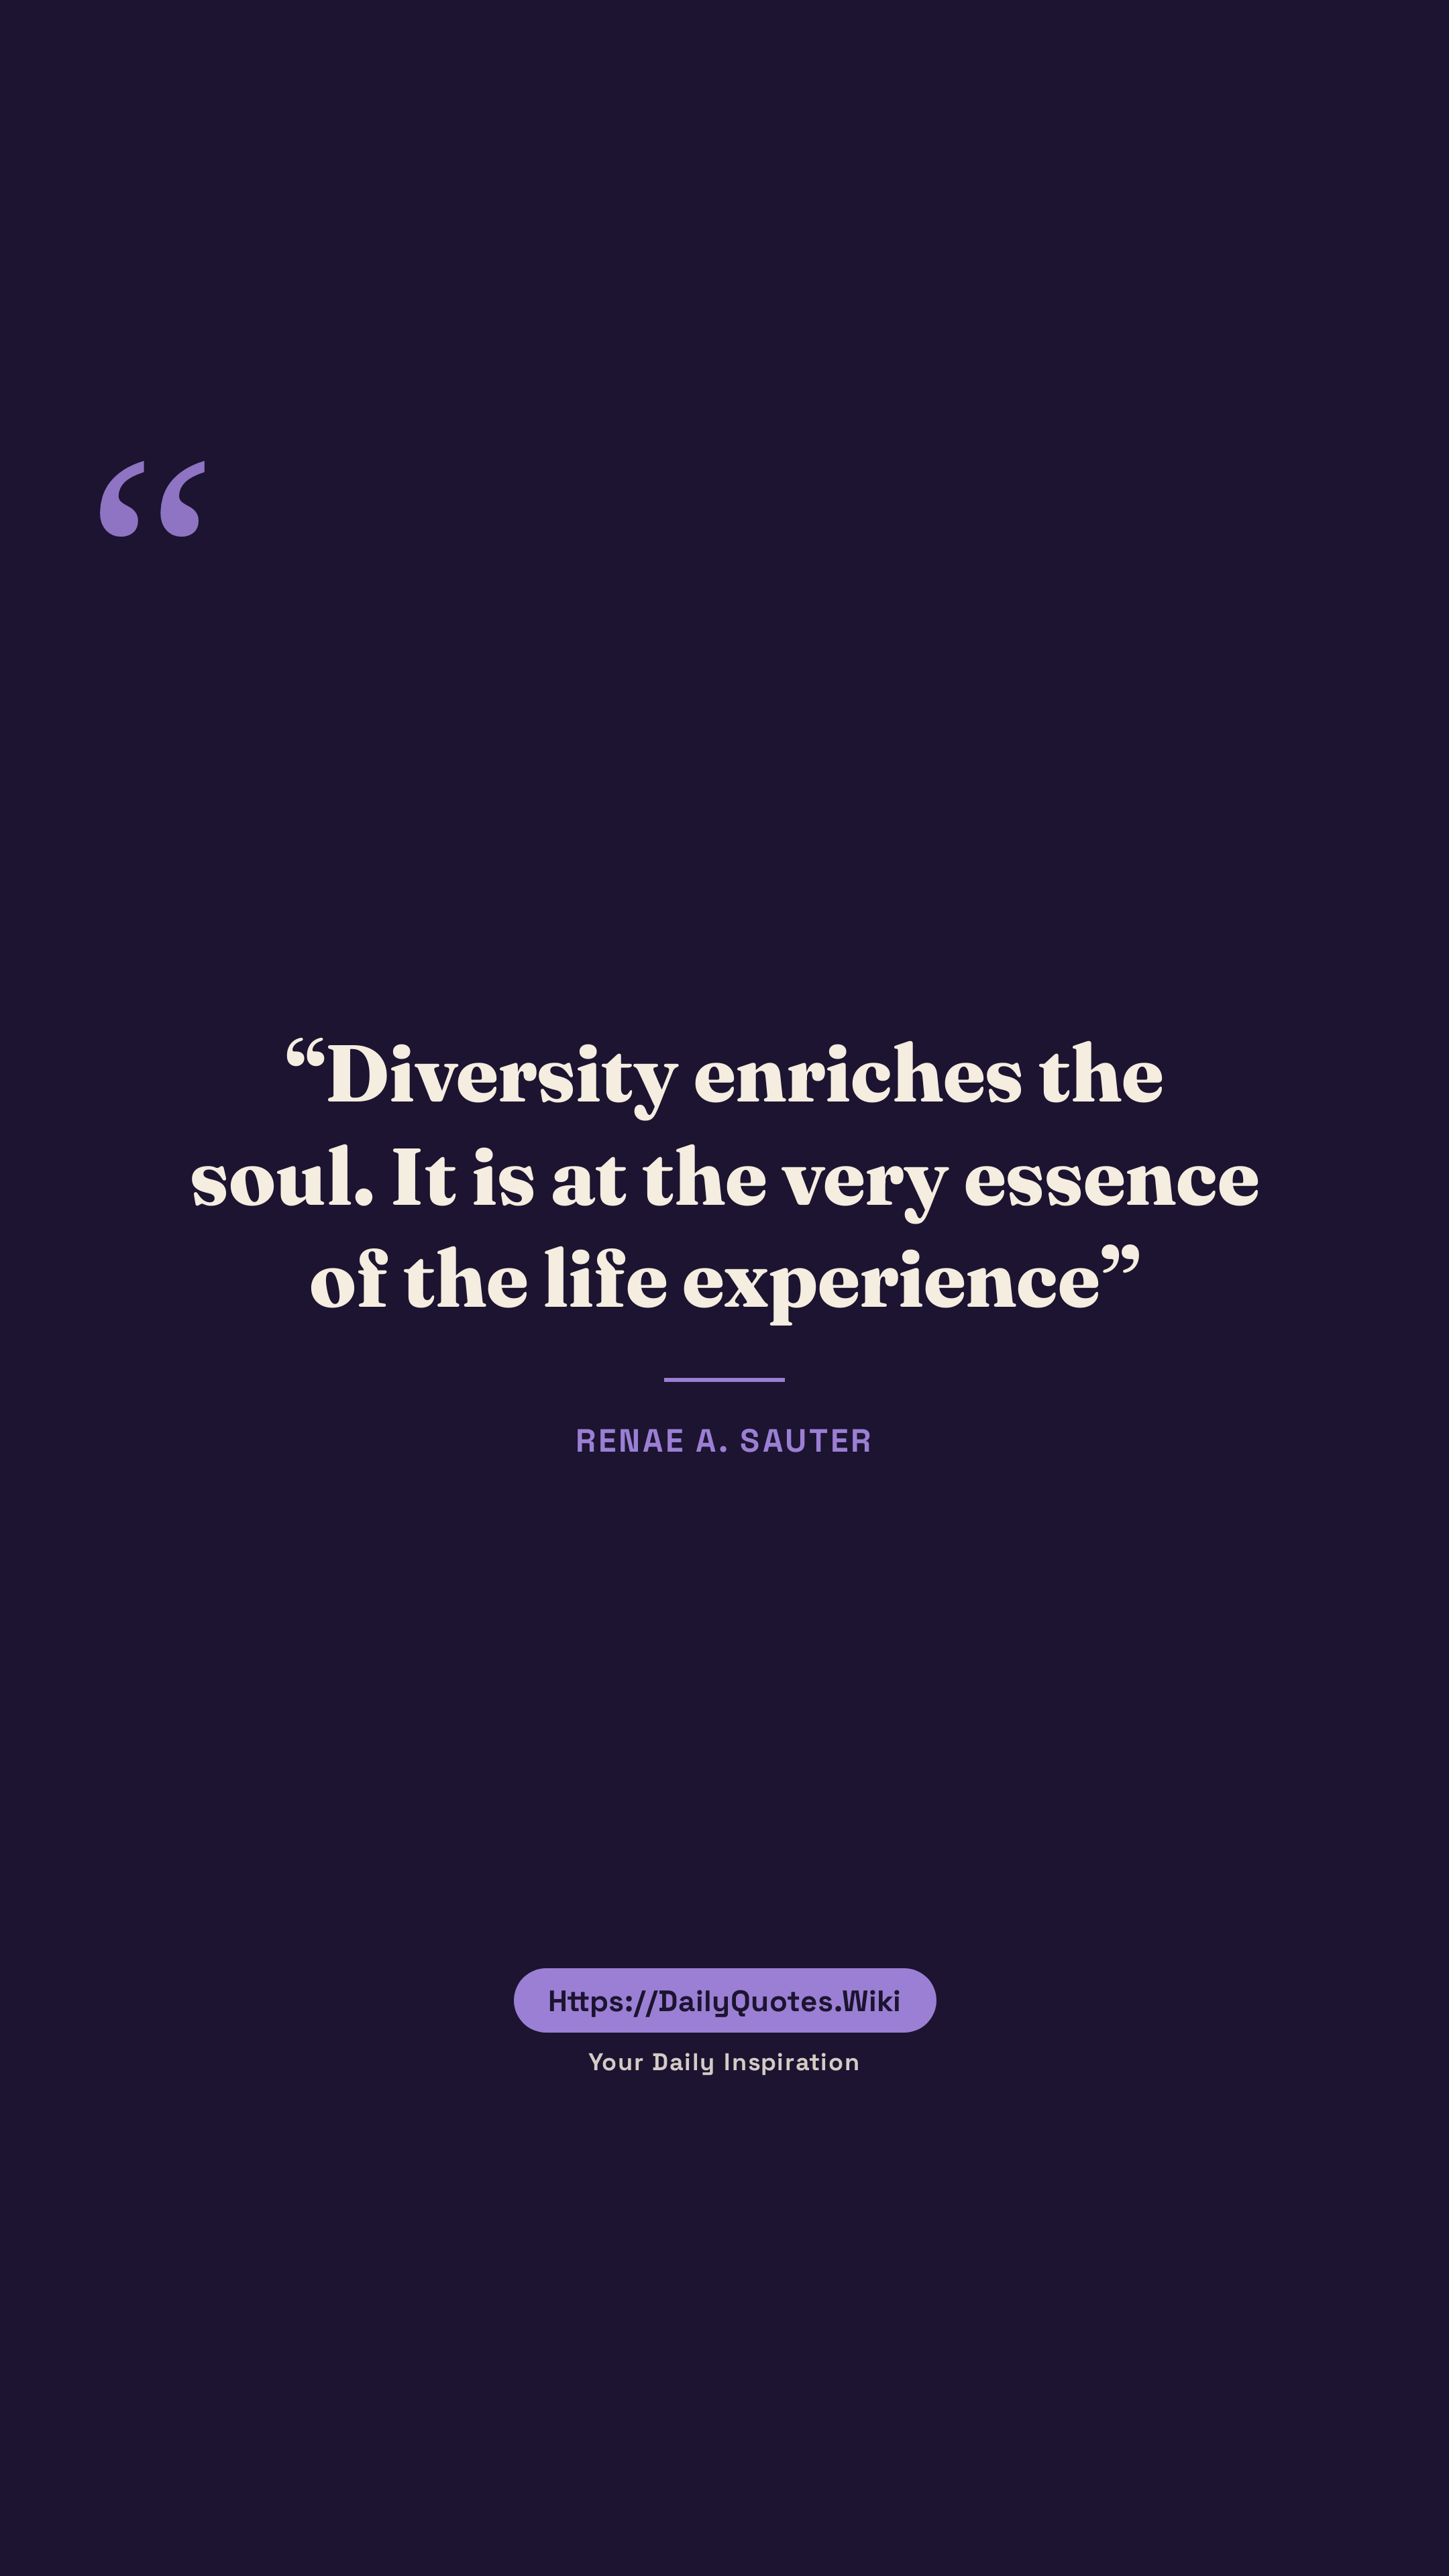 “
“Diversity enriches the
soul. It is at the very essence
of the life experience”
RENAE A. SAUTER
Https://DailyQuotes.Wiki
Your Daily Inspiration